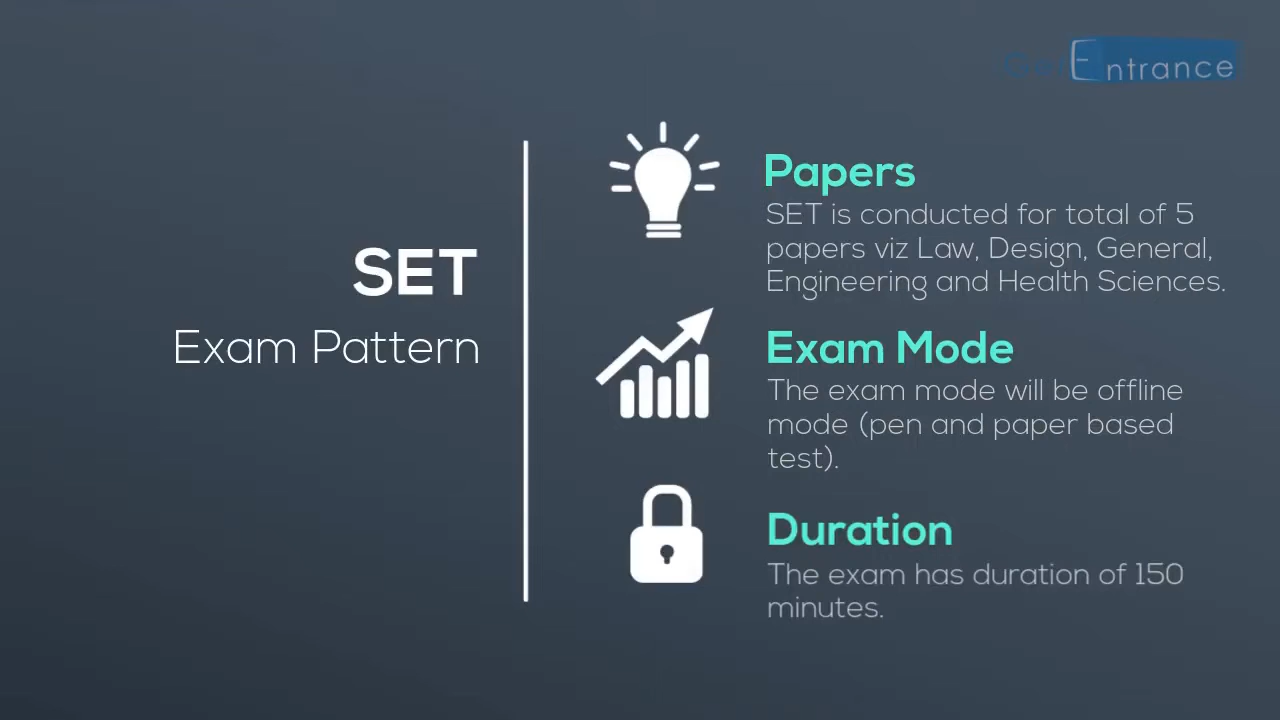 GetEntrance
SET
Exam Pattern
Papers
SET is conducted for total of 5
papers viz Law, Design, General,
Engineering and Health Sciences.
Exam Mode
The exam mode will be offline
mode (pen and paper based
test).
Duration
The exam has duration of 150
minutes.